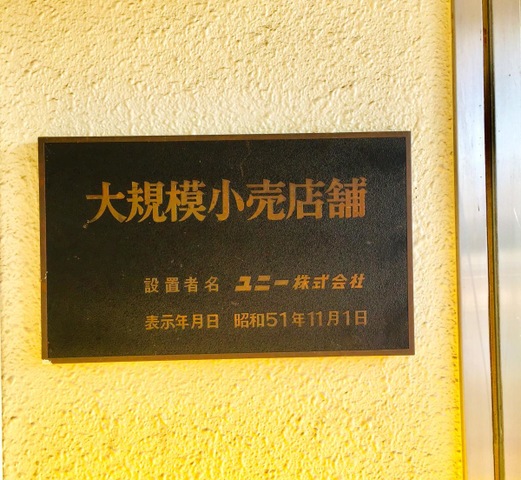 大規模小売店舗
設置者名 ユニー株式会社
表示年月日 昭和51年11月1日